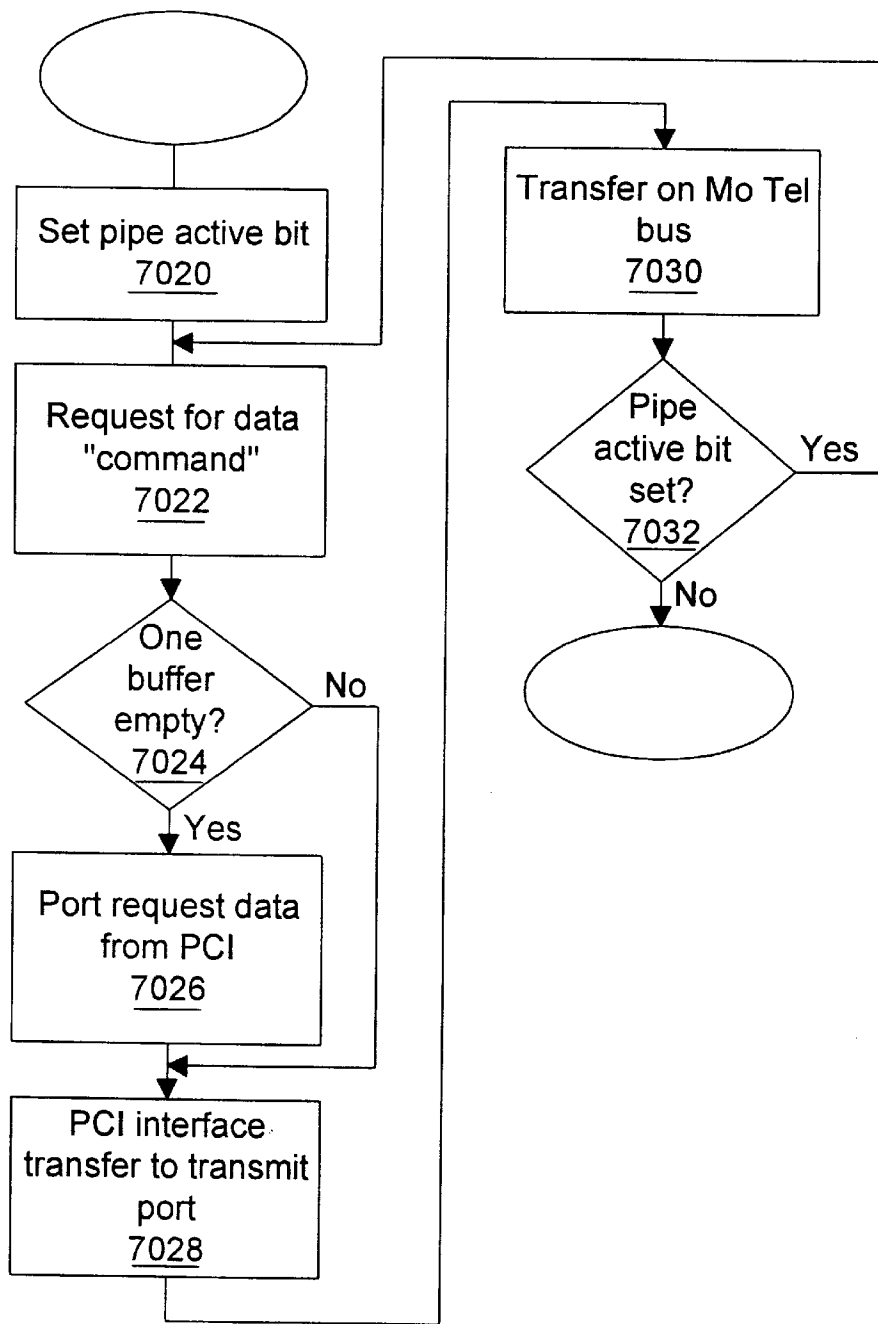 Set pipe active bit
7020
Request for data
"command"
7022
One
buffer
empty?
7024
No
Yes
Port request data
from PCI
7026
PCI interface
transfer to transmit
port
7028
Transfer on Mo Tel
bus
7030
Pipe
active bit
set?
7032
Yes
No